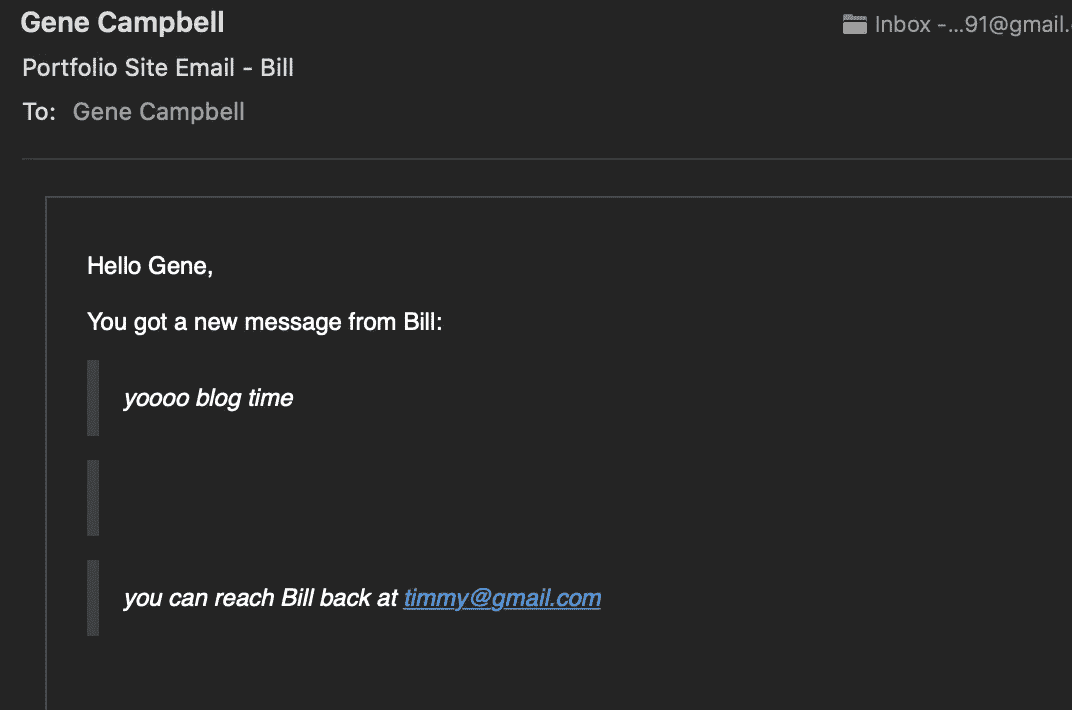 Gene Campbell
Inbox -...91@gmail.
Portfolio Site Email - Bill
To: Gene Campbell
Hello Gene,
You got a new message from Bill:
yoooo blog time
you can reach Bill back at timmy@gmail.com